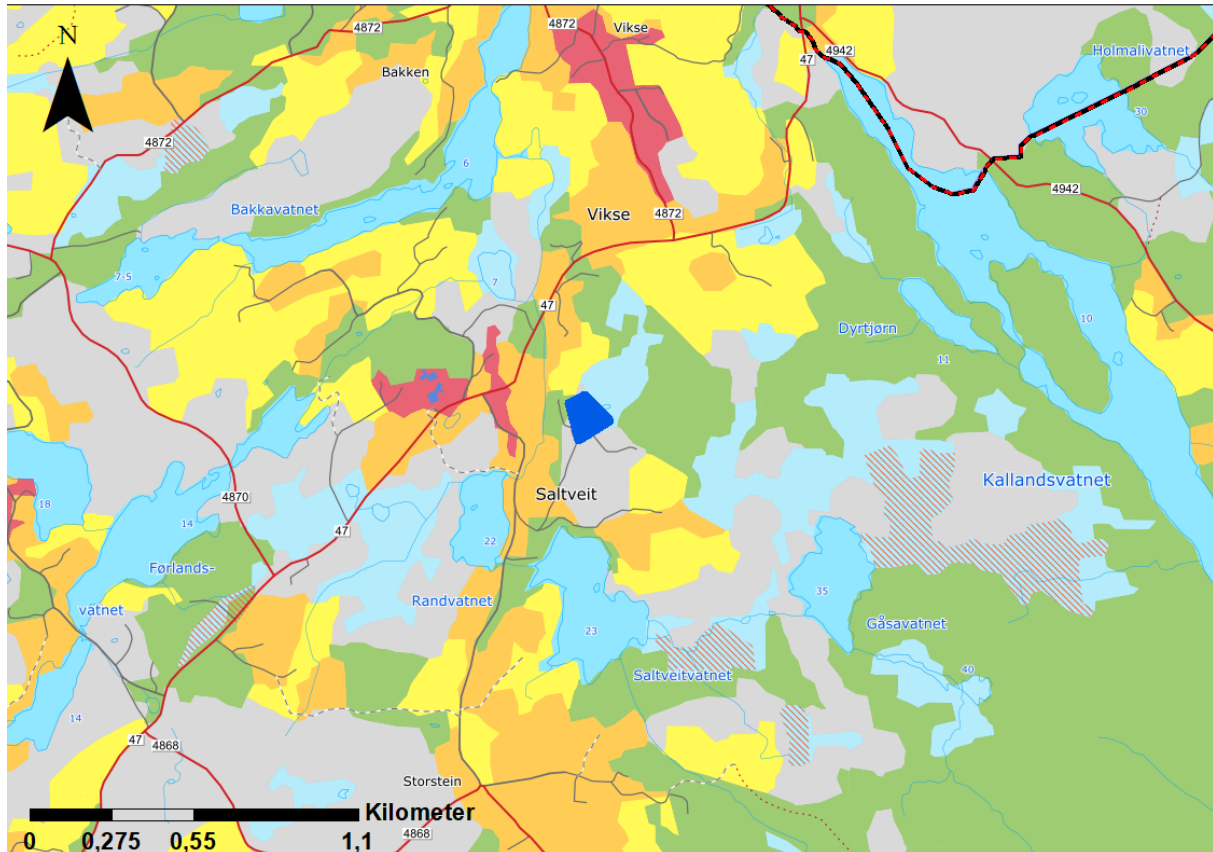 4872
Vikse
4942
47
Holmalivatnet
N
Bakken
30
4872
6
4942
Bakkavatnet
Vikse
4872
7-5
7
47
10
Dyrtjørn
11
Kallandsvatnet
Saltveit
4870
18
14
47
22
Førlands-
Randvatnet
35
vatnet
23
Gåsavatnet
Saltveitvatnet
40
14
47
4868
Storstein
Kilometer
4868
0 0,275 0,55 1,1